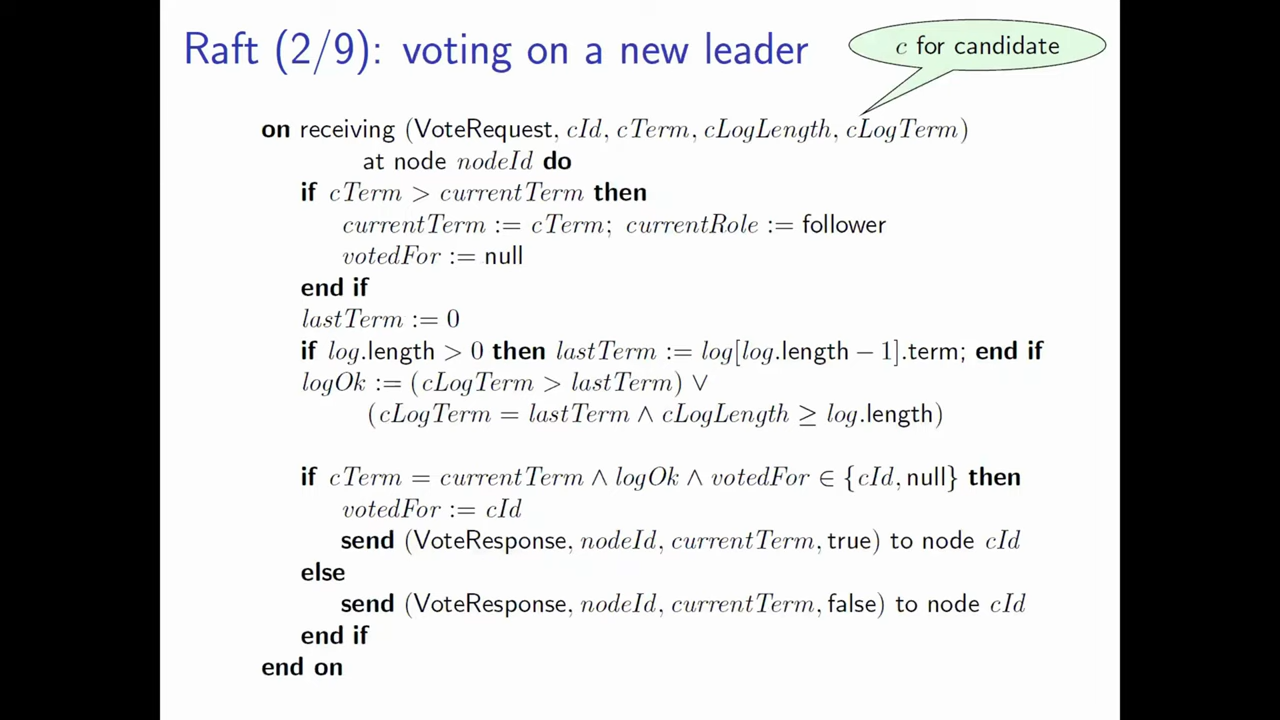 Raft (2/9): voting on a new leader
c for candidate
on receiving (VoteRequest, cId, cTerm, cLogLength, cLogTerm)
at node nodeId do
if cTerm > currentTerm then
currentTerm := cTerm; currentRole := follower
votedFor := null
end if
lastTerm := 0
if log.length > 0 then lastTerm := log[log.length − 1].term; end if
logOk := (cLogTerm > lastTerm) ∨
(cLogTerm = lastTerm ∧ cLogLength ≥ log.length)
if cTerm = currentTerm ∧ logOk ∧ votedFor ∈ {cId, null} then
votedFor := cId
send (VoteResponse, nodeId, currentTerm, true) to node cId
else
send (VoteResponse, nodeId, currentTerm, false) to node cId
end if
end on